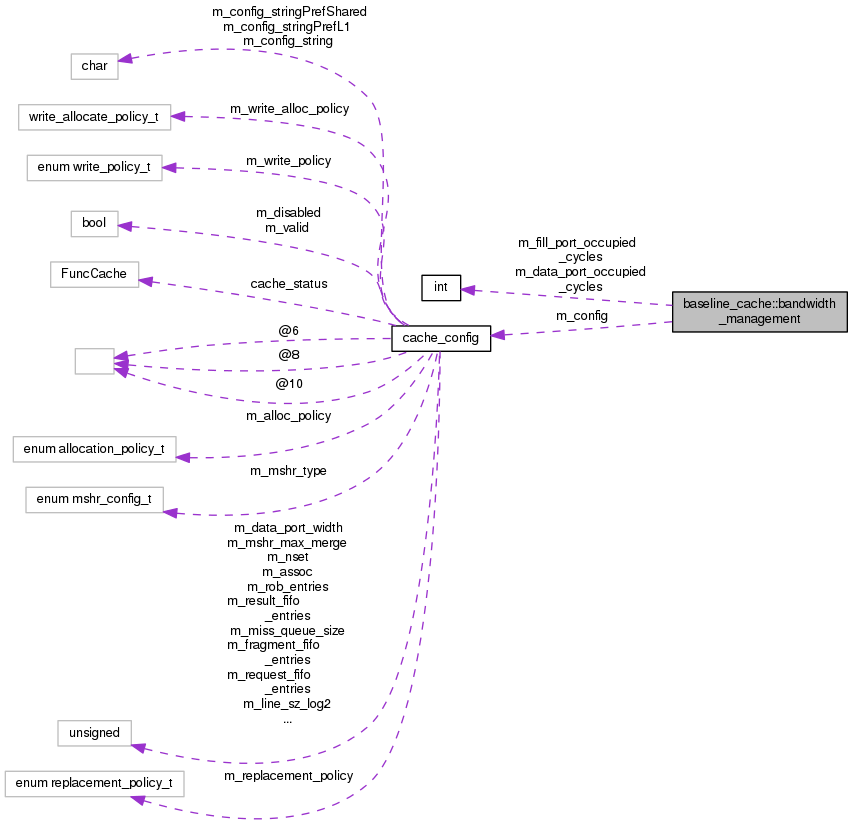 m_config_stringPrefShared
m_config_stringPrefL1
m_config_string
char
m_write_alloc_policy
write_allocate_policy_t
m_write_policy
enum write_policy_t
m_disabled
m_valid
bool
FuncCache
cache_status
m_fill_port_occupied
_cycles
m_data_port_occupied
_cycles
int
baseline_cache::bandwidth
_management
m_config
cache_config
@6
@8
@10
m_alloc_policy
enum allocation_policy_t
m_mshr_type
enum mshr_config_t
m_data_port_width
m_mshr_max_merge
m_nset
m_assoc
m_rob_entries
m_result_fifo
_entries
m_miss_queue_size
m_fragment_fifo
_entries
m_request_fifo
_entries
m_line_sz_log2
...
unsigned
m_replacement_policy
enum replacement_policy_t